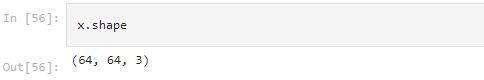 In [56]:
x.shape
(64, 64, 3)
Out[56]: